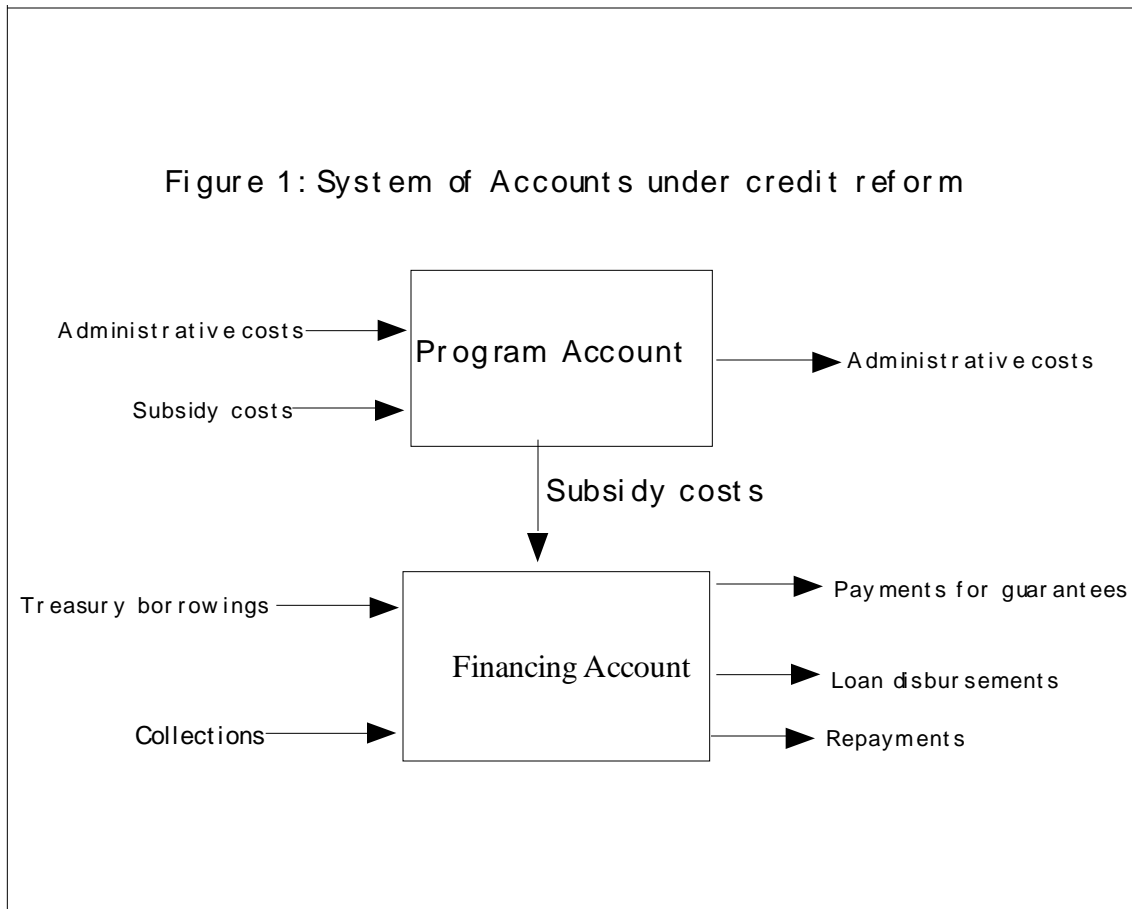 Figure 1: System of Accounts under credit reform
Administrative costs
Program Account
Administrative costs
Subsidy costs
Subsidy costs
Treasury borrowings
Payments for guarantees
Financing Account
Loan disbursements
Collections
Repayments